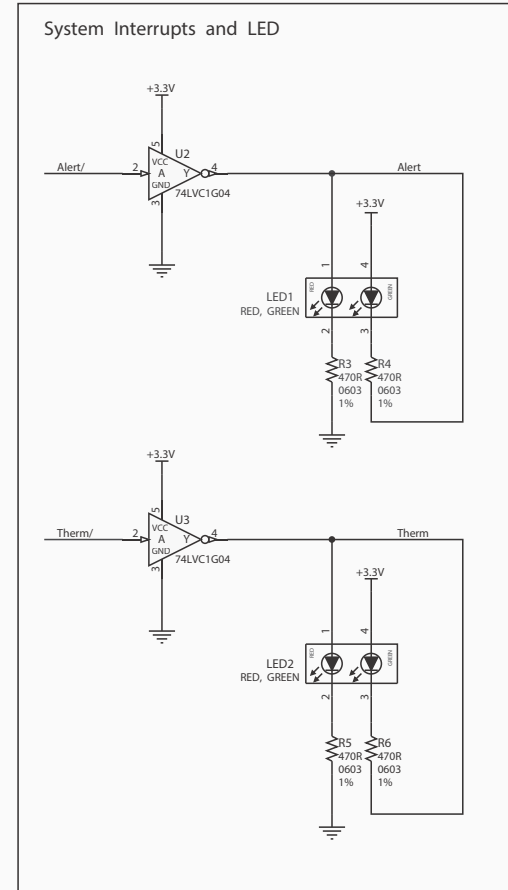 System Interrupts and LED
+3.3V
5
U2
VCC
Alert/
2
A
Y
4
Alert
GND
74LVC1G04
3
+3.3V
1
4
RED
GREEN
LED1
RED, GREEN
2
3
R3
R4
470R
470R
0603
0603
1%
1%
+3.3V
5
U3
VCC
Therm/
2
A
Y
4
Therm
GND
74LVC1G04
3
+3.3V
1
4
RED
GREEN
LED2
RED, GREEN
2
3
R5
R6
470R
470R
0603
0603
1%
1%